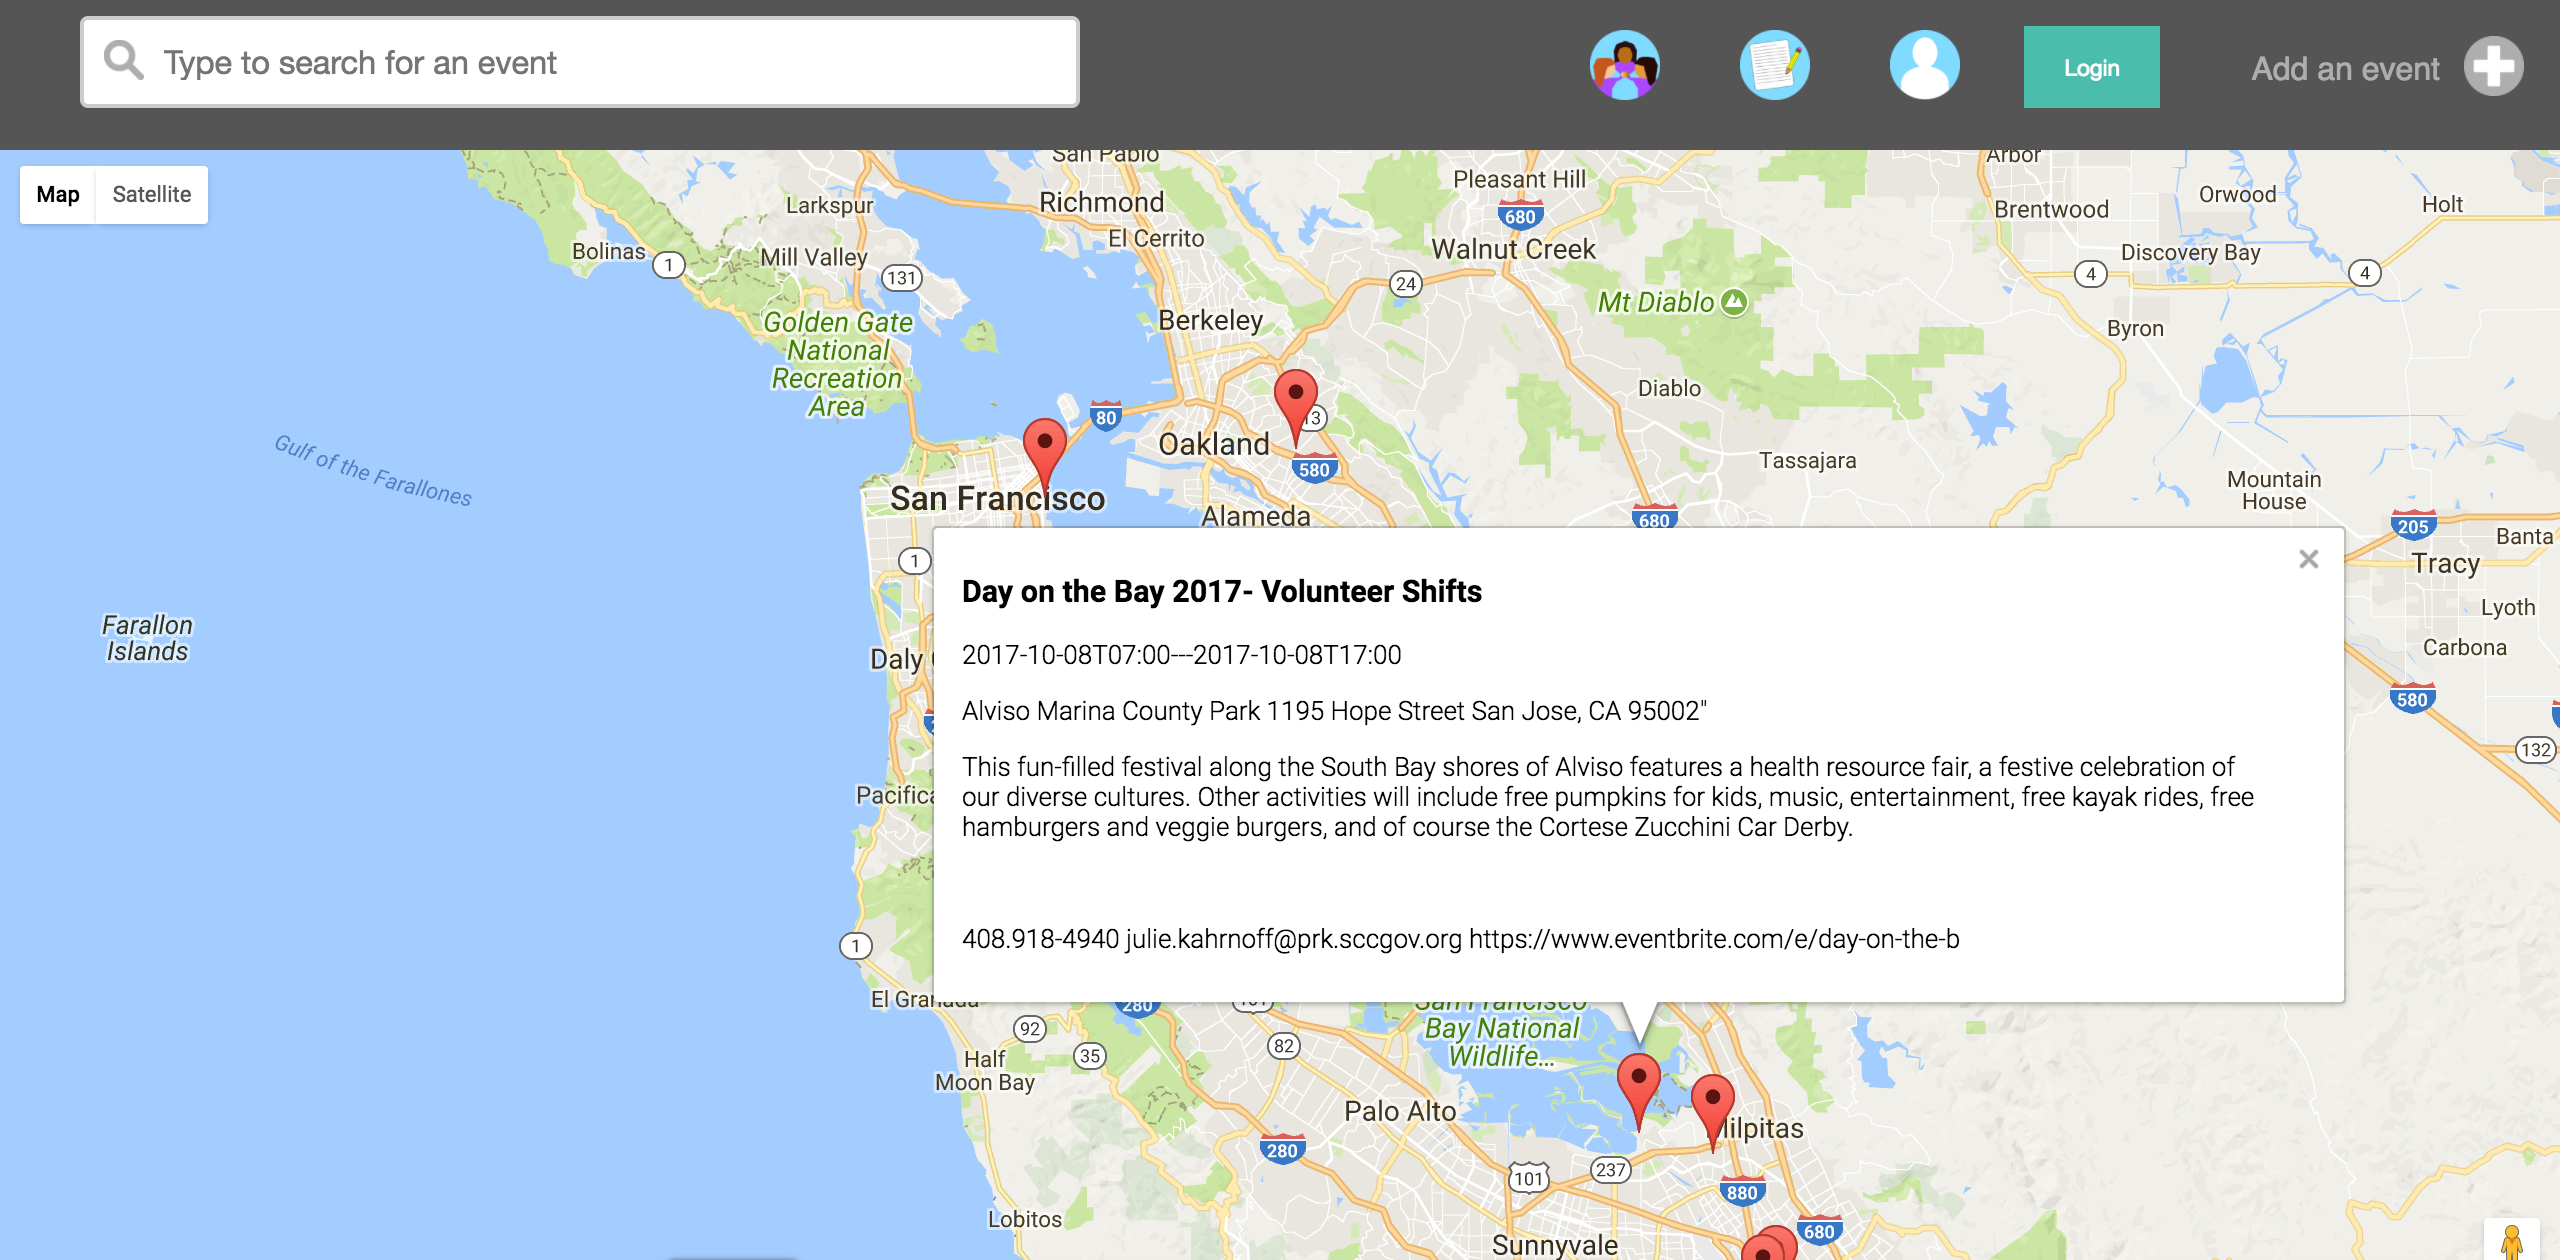 Type to search for an event
Login
Add an event
Map
Satellite
San Pablo
Arbor
Pleasant Hill
Orwood
Larkspur
Richmond
680
Brentwood
Holt
El Cerrito
Bolinas
1
Mill Valley
131
Walnut Creek
Discovery Bay
24
4
4
Mt Diablo
Golden Gate
National
Recreation
Area
Berkeley
Byron
Diablo
80
13
Oakland
580
Gulf of the Farallones
Tassajara
San Francisco
Mountain
House
Alameda
680
205
Banta
1
Tracy
Day on the Bay 2017- Volunteer Shifts
Lyoth
Farallon
Islands
Daly
2017-10-08T07:00---2017-10-08T17:00
Carbona
580
Alviso Marina County Park 1195 Hope Street San Jose, CA 95002"
132
This fun-filled festival along the South Bay shores of Alviso features a health resource fair, a festive celebration of
our diverse cultures. Other activities will include free pumpkins for kids, music, entertainment, free kayak rides, free
hamburgers and veggie burgers, and of course the Cortese Zucchini Car Derby.
Pacifica
408.918-4940 julie.kahrnoff@prk.sccgov.org https://www.eventbrite.com/e/day-on-the-b
1
El Granada
280
101
San Francisco
Bay National
Wildlife...
92
82
35
Half
Moon Bay
Palo Alto
Milpitas
280
101
237
880
Lobitos
680
Sunnyvale